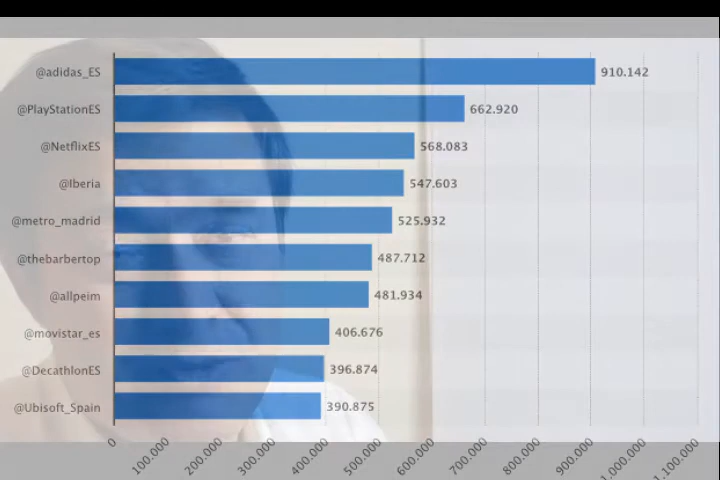 @adidas_ES 910.142
@PlayStationES 662.920
@NetflixES 568.083
@Iberia 547.603
@metro_madrid 525.932
@thebarbertop 487.712
@allpeim 481.934
@movistar_es 406.676
@DecathlonES 396.874
@Ubisoft_Spain 390.875
0 100.000 200.000 300.000 400.000 500.000 600.000 700.000 800.000 900.000 1.000.000 1.100.000